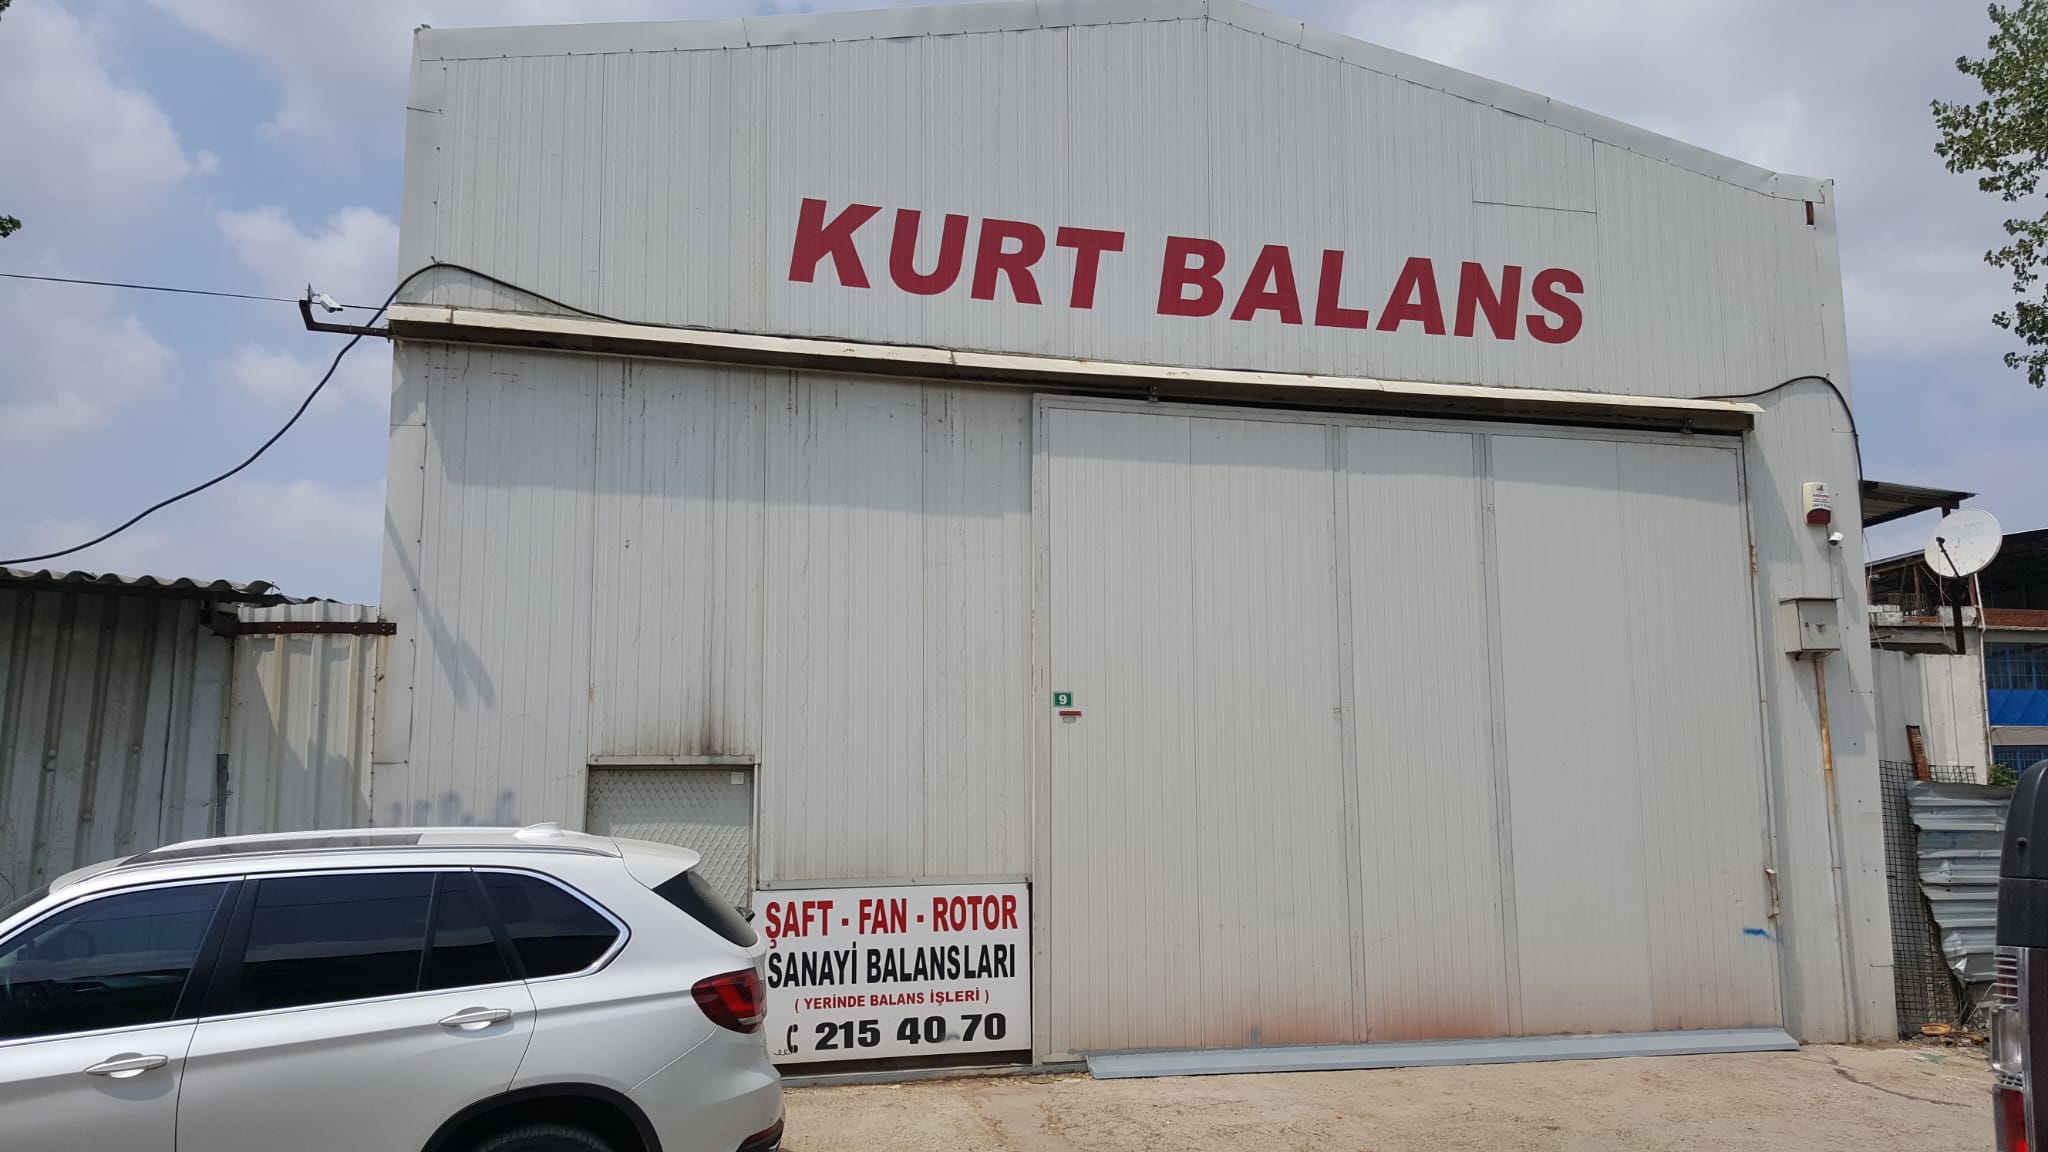 KURT BALANS
9
ŞAFT - FAN - ROTOR
SANAYİ BALANSLARI
( YERİNDE BALANS İŞLERİ )
215 40 70